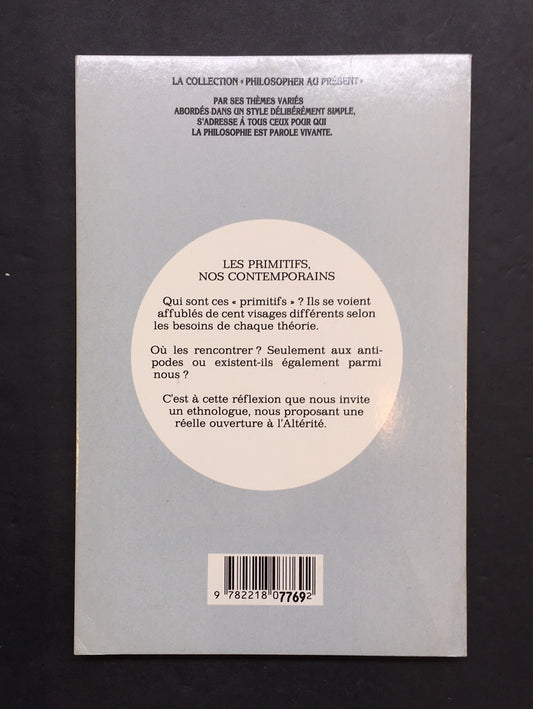 LA COLLECTION « PHILOSOPHER AU PRÉSENT »
PAR SES THÈMES VARIÉS
ABORDÉS DANS UN STYLE DÉLIBÉRÉMENT SIMPLE,
S'ADRESSE À TOUS CEUX POUR QUI
LA PHILOSOPHIE EST PAROLE VIVANTE.
LES PRIMITIFS,
NOS CONTEMPORAINS
Qui sont ces « primitifs » ? Ils se voient
affublés de cent visages différents selon
les besoins de chaque théorie.
Où les rencontrer ? Seulement aux anti-
podes ou existent-ils également parmi
nous ?
C'est à cette réflexion que nous invite
un ethnologue, nous proposant une
réelle ouverture à l'Altérité.
9 782218 077692